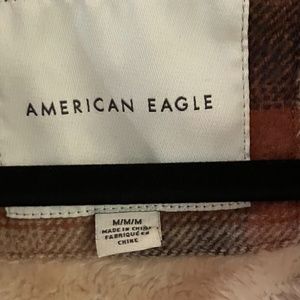 AMERICAN EAGLE
M/M/M
MADE IN CHINA
FABRIQUÉ EN
CHINE